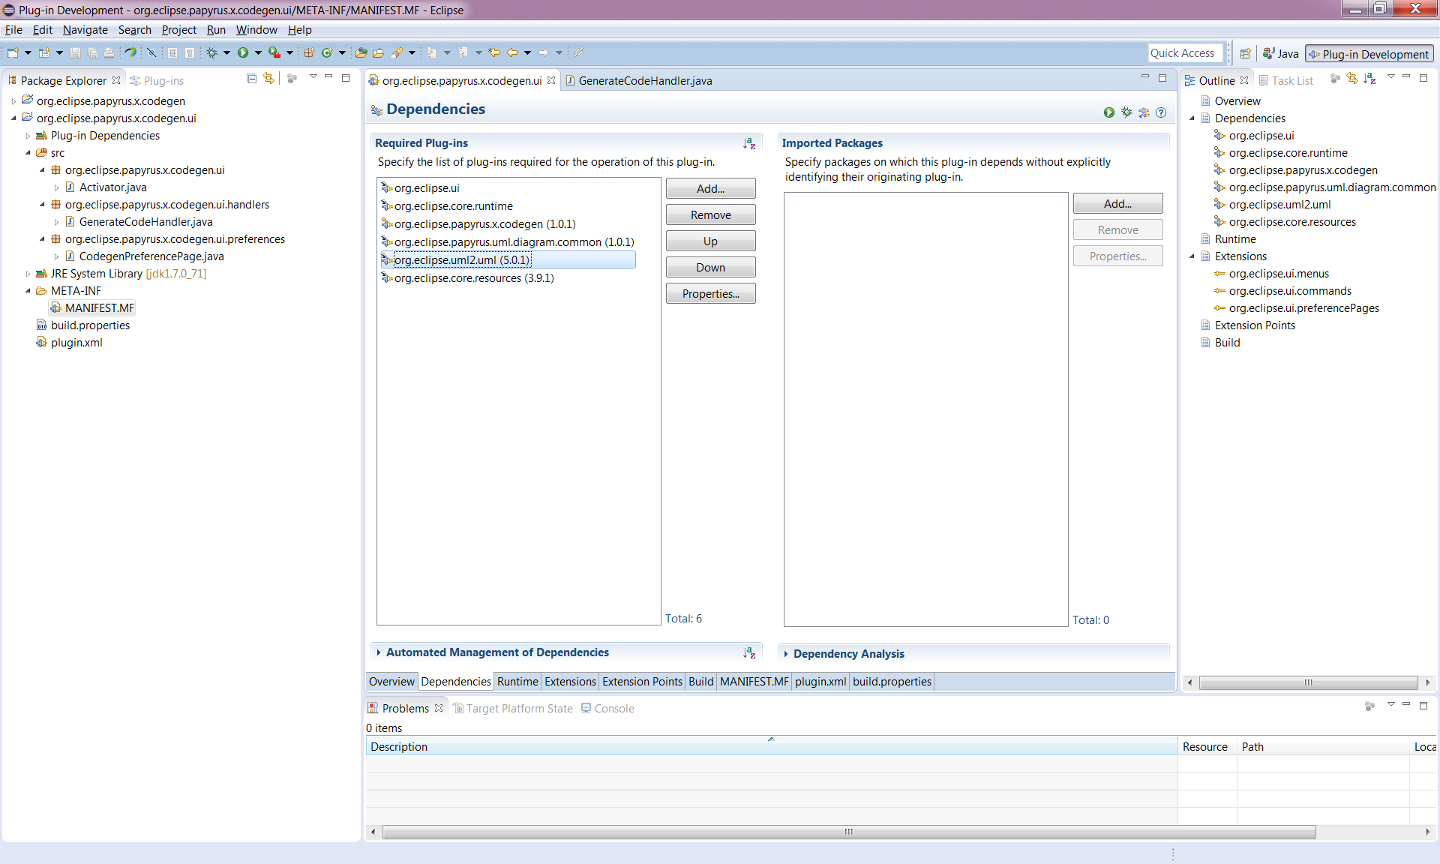 Plug-in Development - org.eclipse.papyrus.x.codegen.ui/META-INF/MANIFEST.MF - Eclipse
File Edit Navigate Search Project Run Window Help
Quick Access
Java
Plug-in Development
Package Explorer
Plug-ins
org.eclipse.papyrus.x.codegen
org.eclipse.papyrus.x.codegen.ui
Plug-in Dependencies
src
org.eclipse.papyrus.x.codegen.ui
Activator.java
org.eclipse.papyrus.x.codegen.ui.handlers
GenerateCodeHandler.java
org.eclipse.papyrus.x.codegen.ui.preferences
CodegenPreferencePage.java
JRE System Library [jdk1.7.0_71]
META-INF
MANIFEST.MF
build.properties
plugin.xml
org.eclipse.papyrus.x.codegen.ui
GenerateCodeHandler.java
Dependencies
Required Plug-ins
Specify the list of plug-ins required for the operation of this plug-in.
org.eclipse.ui
org.eclipse.core.runtime
org.eclipse.papyrus.x.codegen (1.0.1)
org.eclipse.papyrus.uml.diagram.common (1.0.1)
org.eclipse.uml2.uml (5.0.1)
org.eclipse.core.resources (3.9.1)
Add...
Remove
Up
Down
Properties...
Total: 6
Imported Packages
Specify packages on which this plug-in depends without explicitly
identifying their originating plug-in.
Add...
Remove
Properties...
Total: 0
Automated Management of Dependencies
Dependency Analysis
Overview Dependencies Runtime Extensions Extension Points Build MANIFEST.MF plugin.xml build.properties
Outline
Task List
Overview
Dependencies
org.eclipse.ui
org.eclipse.core.runtime
org.eclipse.papyrus.x.codegen
org.eclipse.papyrus.uml.diagram.common
org.eclipse.uml2.uml
org.eclipse.core.resources
Runtime
Extensions
org.eclipse.ui.menus
org.eclipse.ui.commands
org.eclipse.ui.preferencePages
Extension Points
Build
Problems
Target Platform State
Console
0 items
Description Resource Path Loca